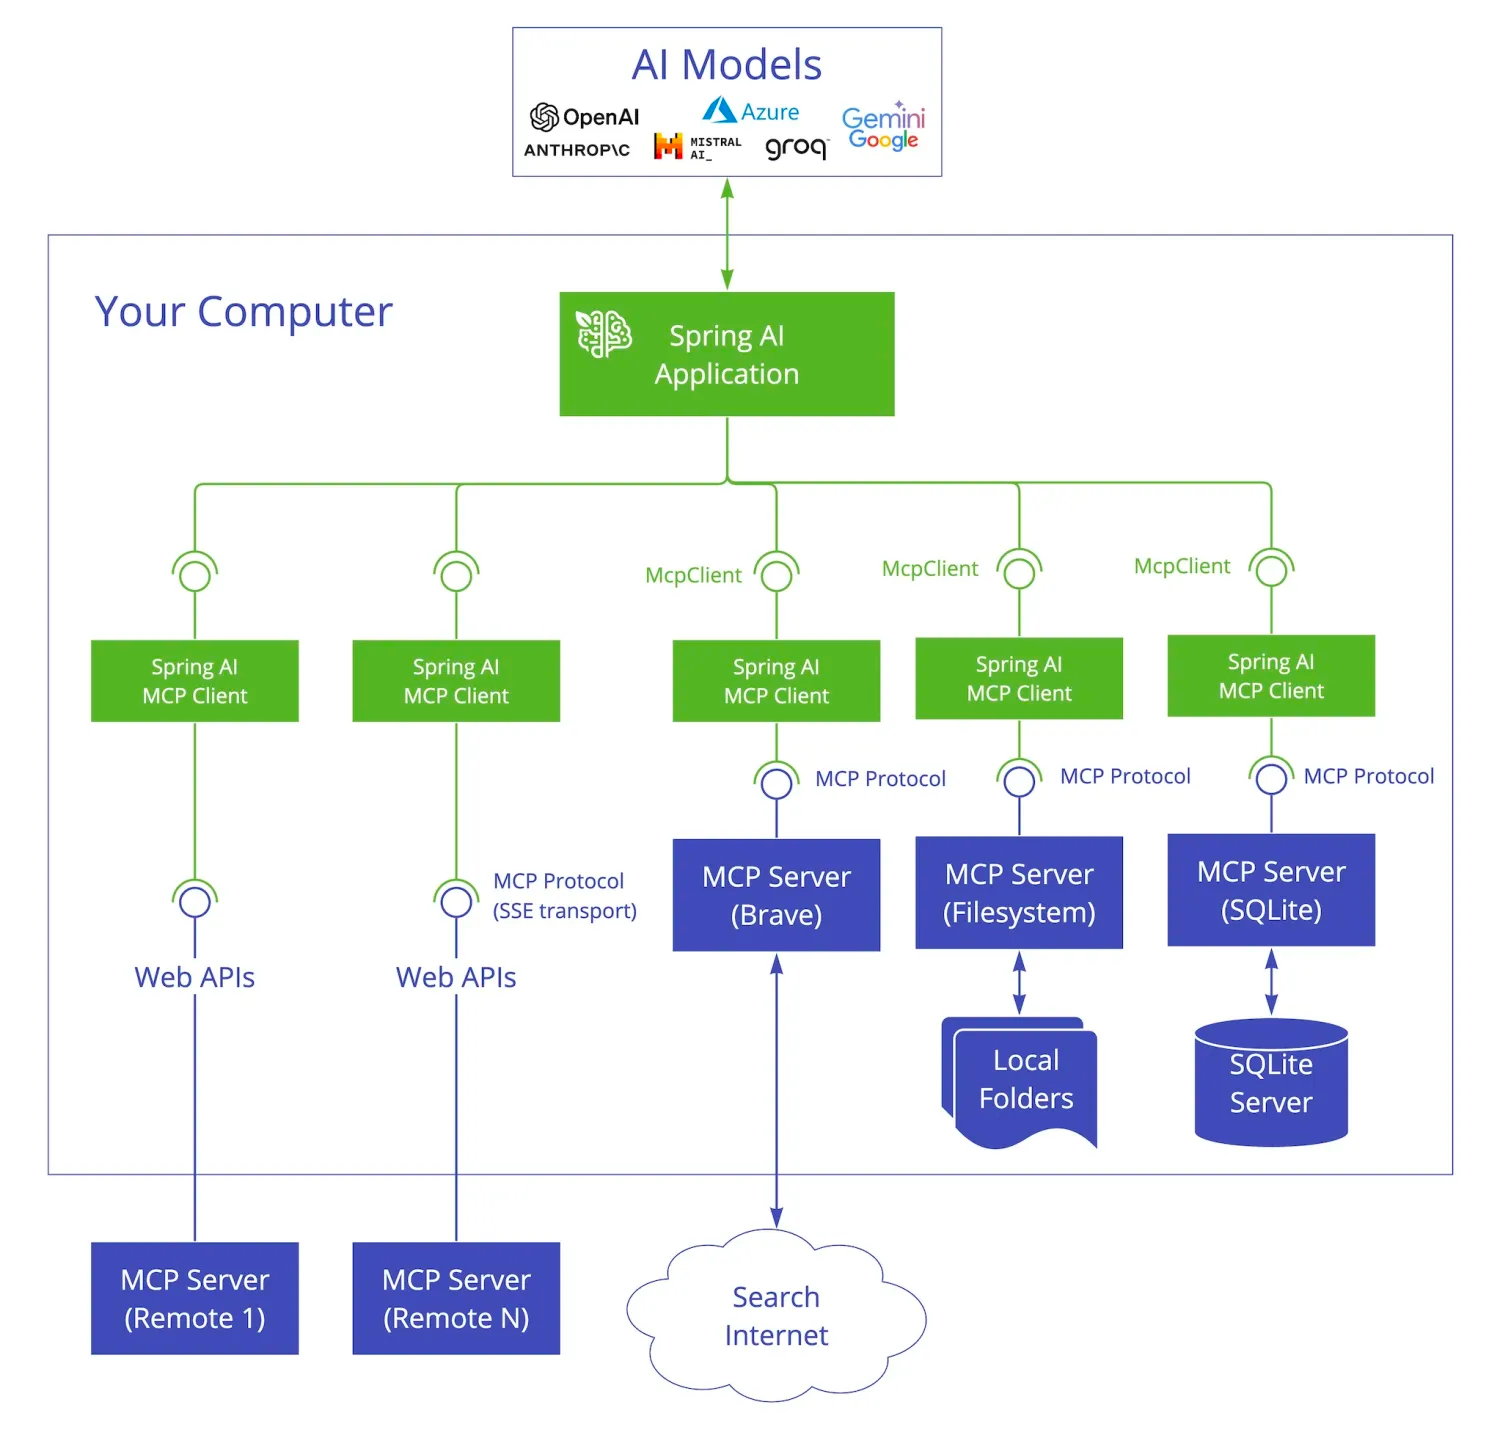 AI Models
OpenAI
Azure
Gemini
Google
ANTHROP\C
MISTRAL
AI_
groq
Your Computer
Spring AI
Application
McpClient
McpClient
McpClient
Spring AI
MCP Client
Spring AI
MCP Client
Spring AI
MCP Client
Spring AI
MCP Client
Spring AI
MCP Client
MCP Protocol
MCP Protocol
MCP Protocol
MCP Protocol
(SSE transport)
MCP Server
(Brave)
MCP Server
(Filesystem)
MCP Server
(SQLite)
Web APIs
Web APIs
Local
Folders
SQLite
Server
MCP Server
(Remote 1)
MCP Server
(Remote N)
Search
Internet